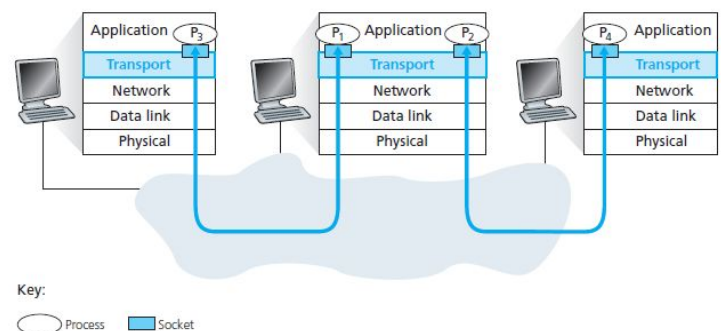 Application P3
Transport
Network
Data link
Physical
P1 Application P2
Transport
Network
Data link
Physical
P4 Application
Transport
Network
Data link
Physical
Key:
Process Socket